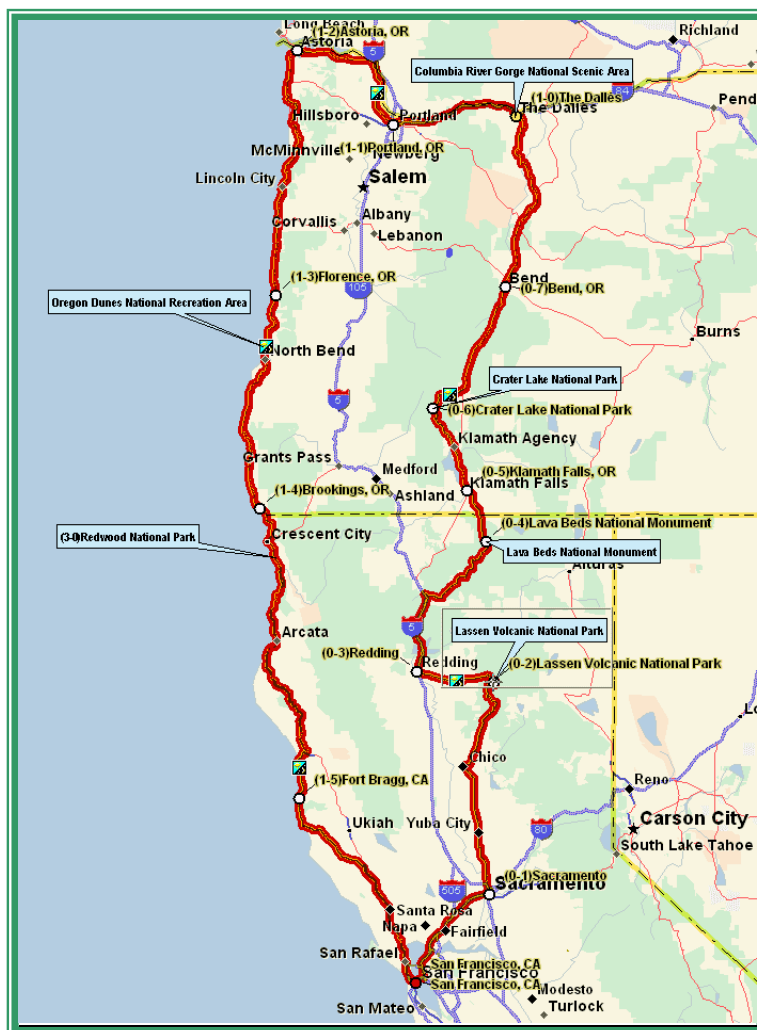 Long Beach
(1-2)Astoria, OR
Astoria
Richland
5
Columbia River Gorge National Scenic Area
84
(1-0)The Dalles
The Dalles
Pend
Hillsboro
Portland
(1-1)Portland, OR
McMinnville
Newberg
Salem
Lincoln City
Albany
Corvallis
Lebanon
(1-3)Florence, OR
105
Bend
(0-7)Bend, OR
Oregon Dunes National Recreation Area
North Bend
Burns
Crater Lake National Park
5
(0-6)Crater Lake National Park
Klamath Agency
Grants Pass
Medford
(0-5)Klamath Falls, OR
Klamath Falls
(1-4)Brookings, OR
Ashland
(0-4)Lava Beds National Monument
(3-0)Redwood National Park
Crescent City
Lava Beds National Monument
Alturas
5
Lassen Volcanic National Park
Arcata
(0-3)Redding
Redding
(0-2)Lassen Volcanic National Park
Lo
Chico
(1-5)Fort Bragg, CA
Reno
Ukiah
Yuba City
80
Carson City
South Lake Tahoe
(0-1)Sacramento
Sacramento
505
Santa Rosa
Napa
Fairfield
San Rafael
San Francisco, CA
San Francisco
San Francisco, CA
Modesto
San Mateo
Turlock